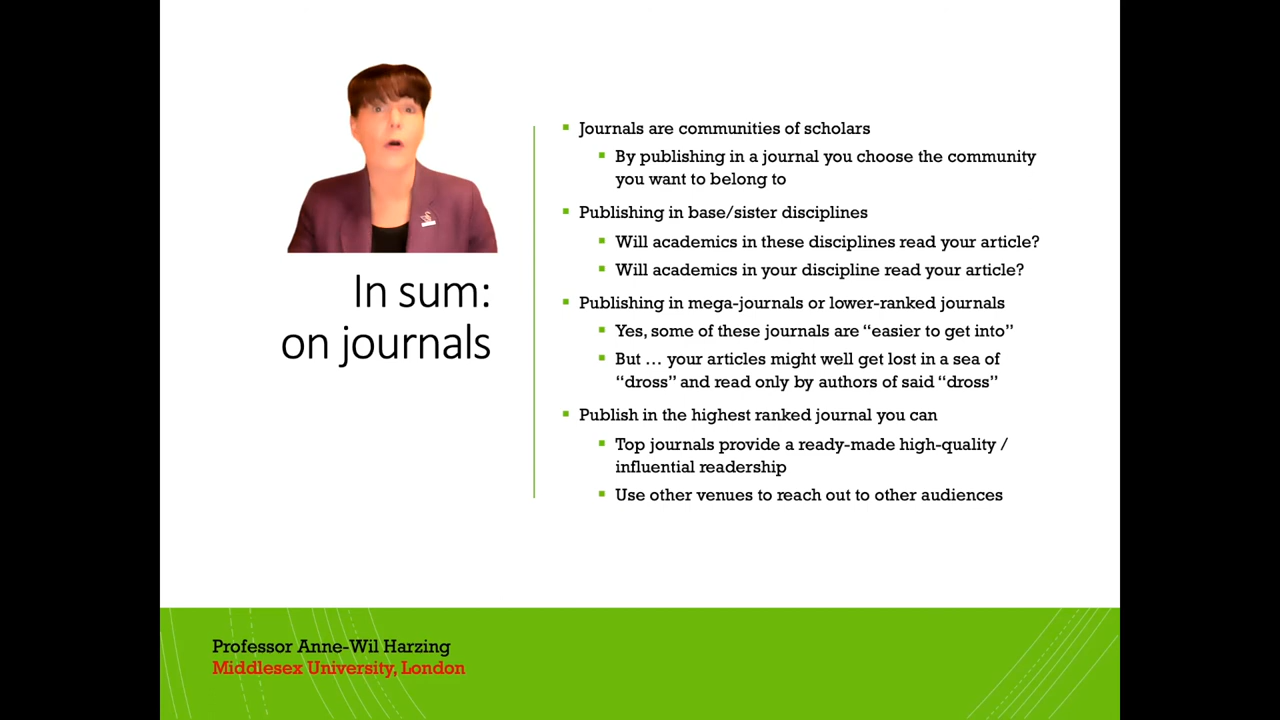 In sum:
on journals
Journals are communities of scholars
By publishing in a journal you choose the community
you want to belong to
Publishing in base/sister disciplines
Will academics in these disciplines read your article?
Will academics in your discipline read your article?
Publishing in mega-journals or lower-ranked journals
Yes, some of these journals are “easier to get into”
But … your articles might well get lost in a sea of
“dross” and read only by authors of said “dross”
Publish in the highest ranked journal you can
Top journals provide a ready-made high-quality /
influential readership
Use other venues to reach out to other audiences
Professor Anne-Wil Harzing
Middlesex University, London